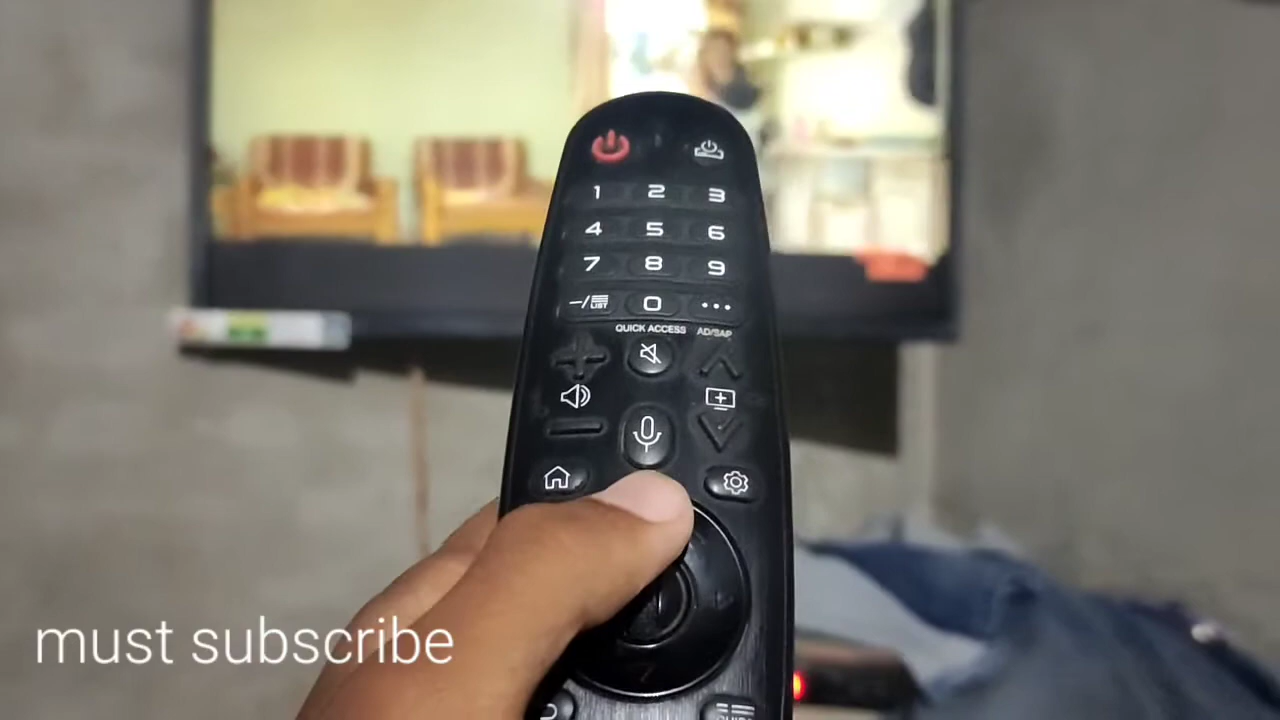 1 2 3
4 5 6
7 8 9
-/LIST 0 ...
QUICK ACCESS AD/SAP
must subscribe